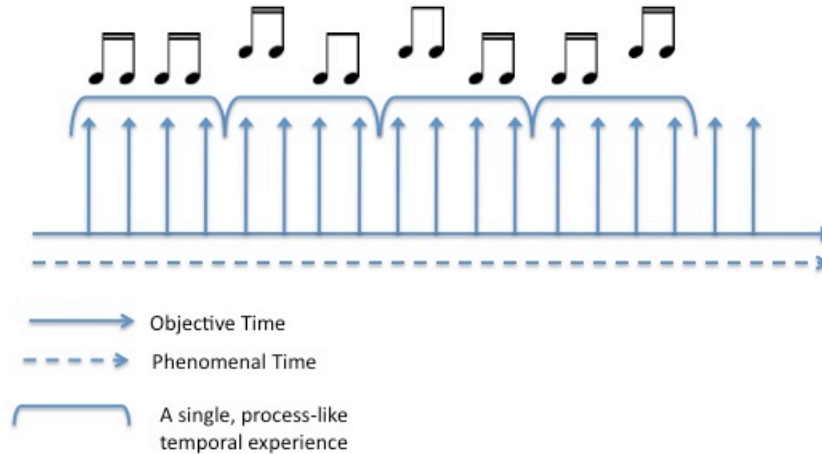 Objective Time
Phenomenal Time
A single, process-like
temporal experience